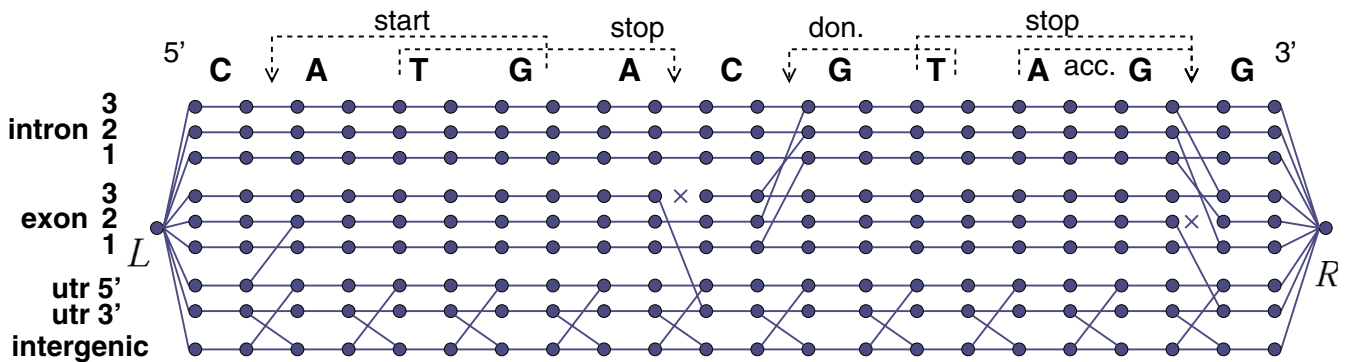 start stop don. stop
5’ C A T G A C G T A acc. G G 3’
3
intron 2
1
3
exon 2
1
L
R
utr 5’
utr 3’
intergenic